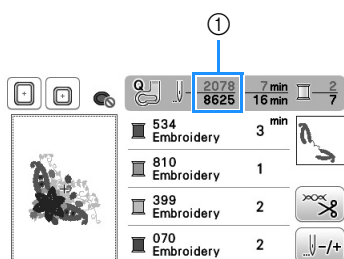 ①
Q 2078 7 min 2
8625 16 min 7
min
534
Embroidery 3
810
Embroidery 1
399
Embroidery 2
070
Embroidery 2
-/+